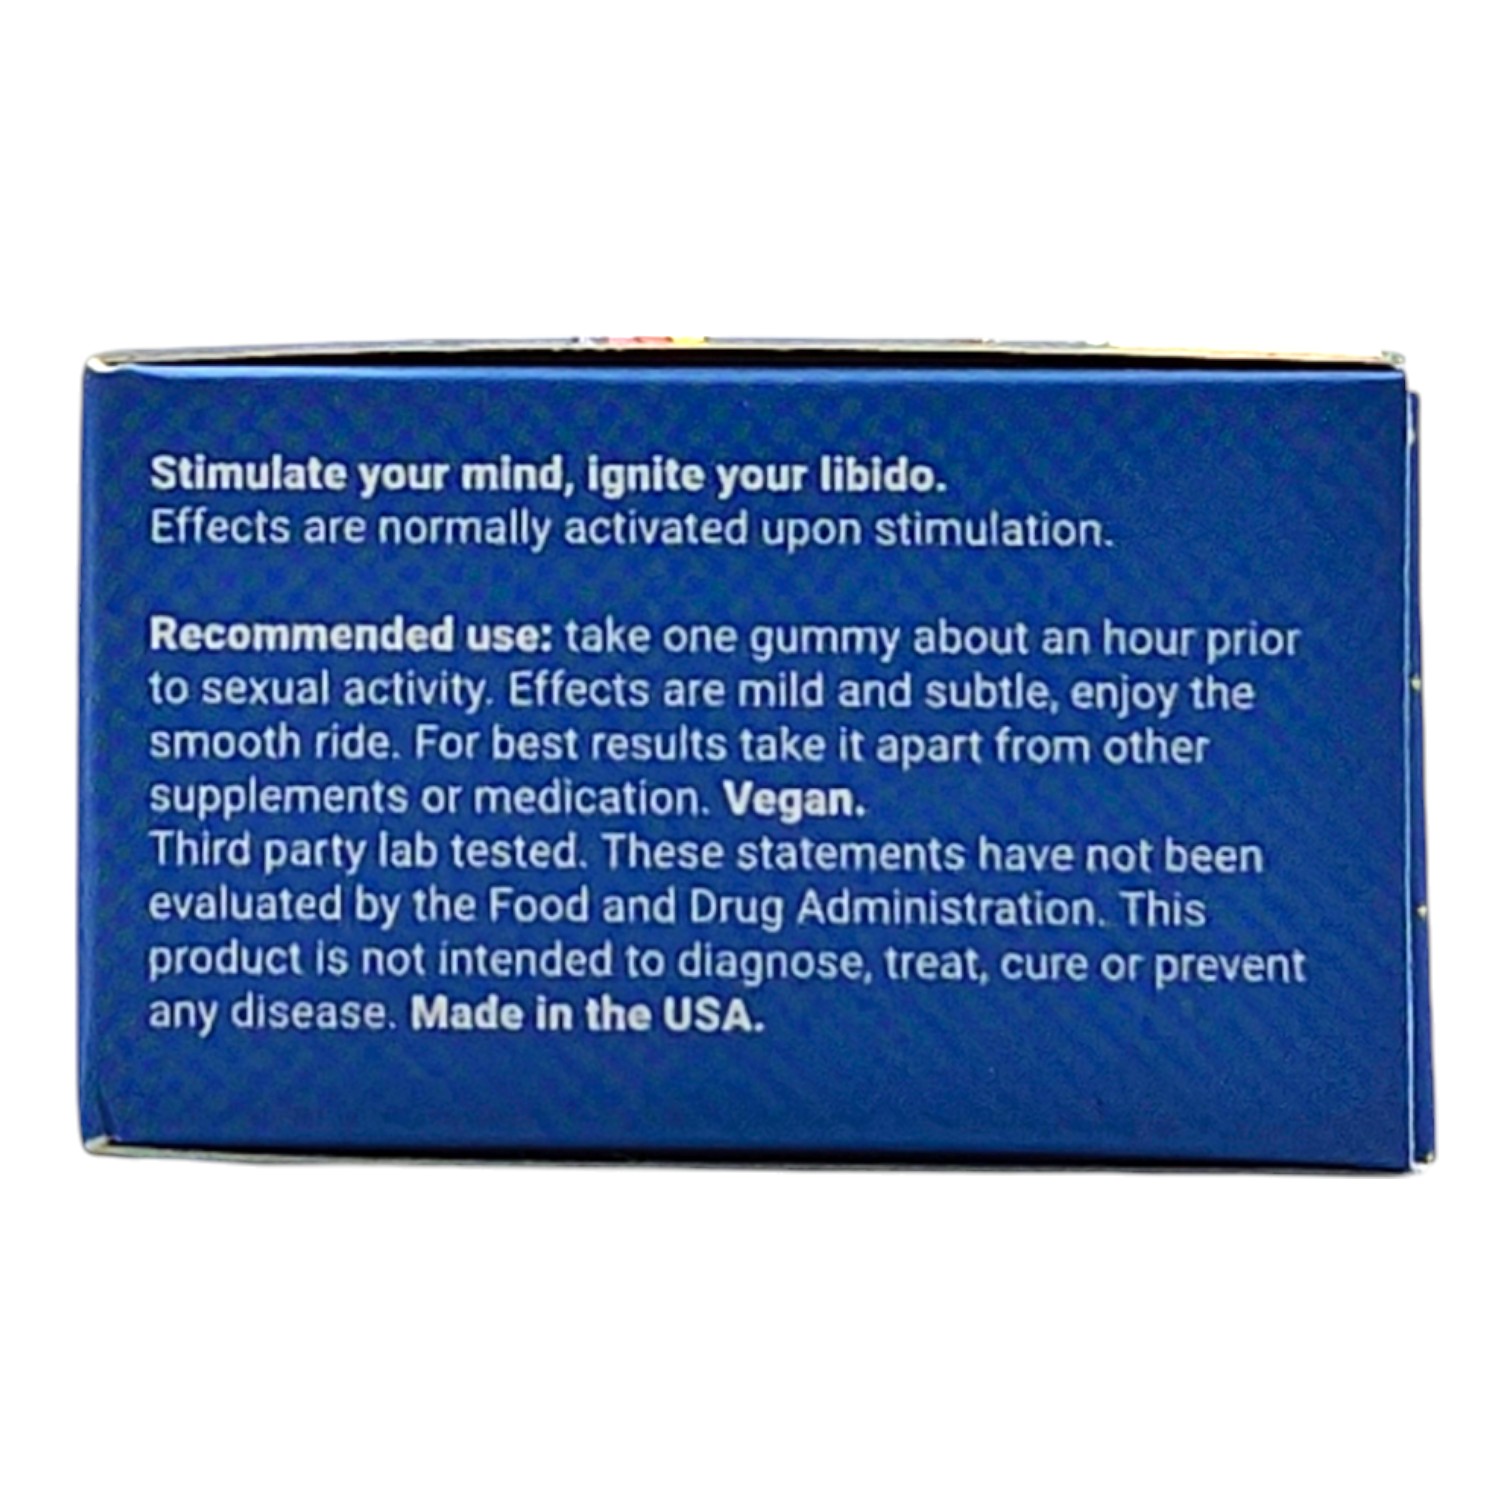 Stimulate your mind, ignite your libido.
Effects are normally activated upon stimulation.
Recommended use: take one gummy about an hour prior
to sexual activity. Effects are mild and subtle, enjoy the
smooth ride. For best results take it apart from other
supplements or medication. Vegan.
Third party lab tested. These statements have not been
evaluated by the Food and Drug Administration. This
product is not intended to diagnose, treat, cure or prevent
any disease. Made in the USA.